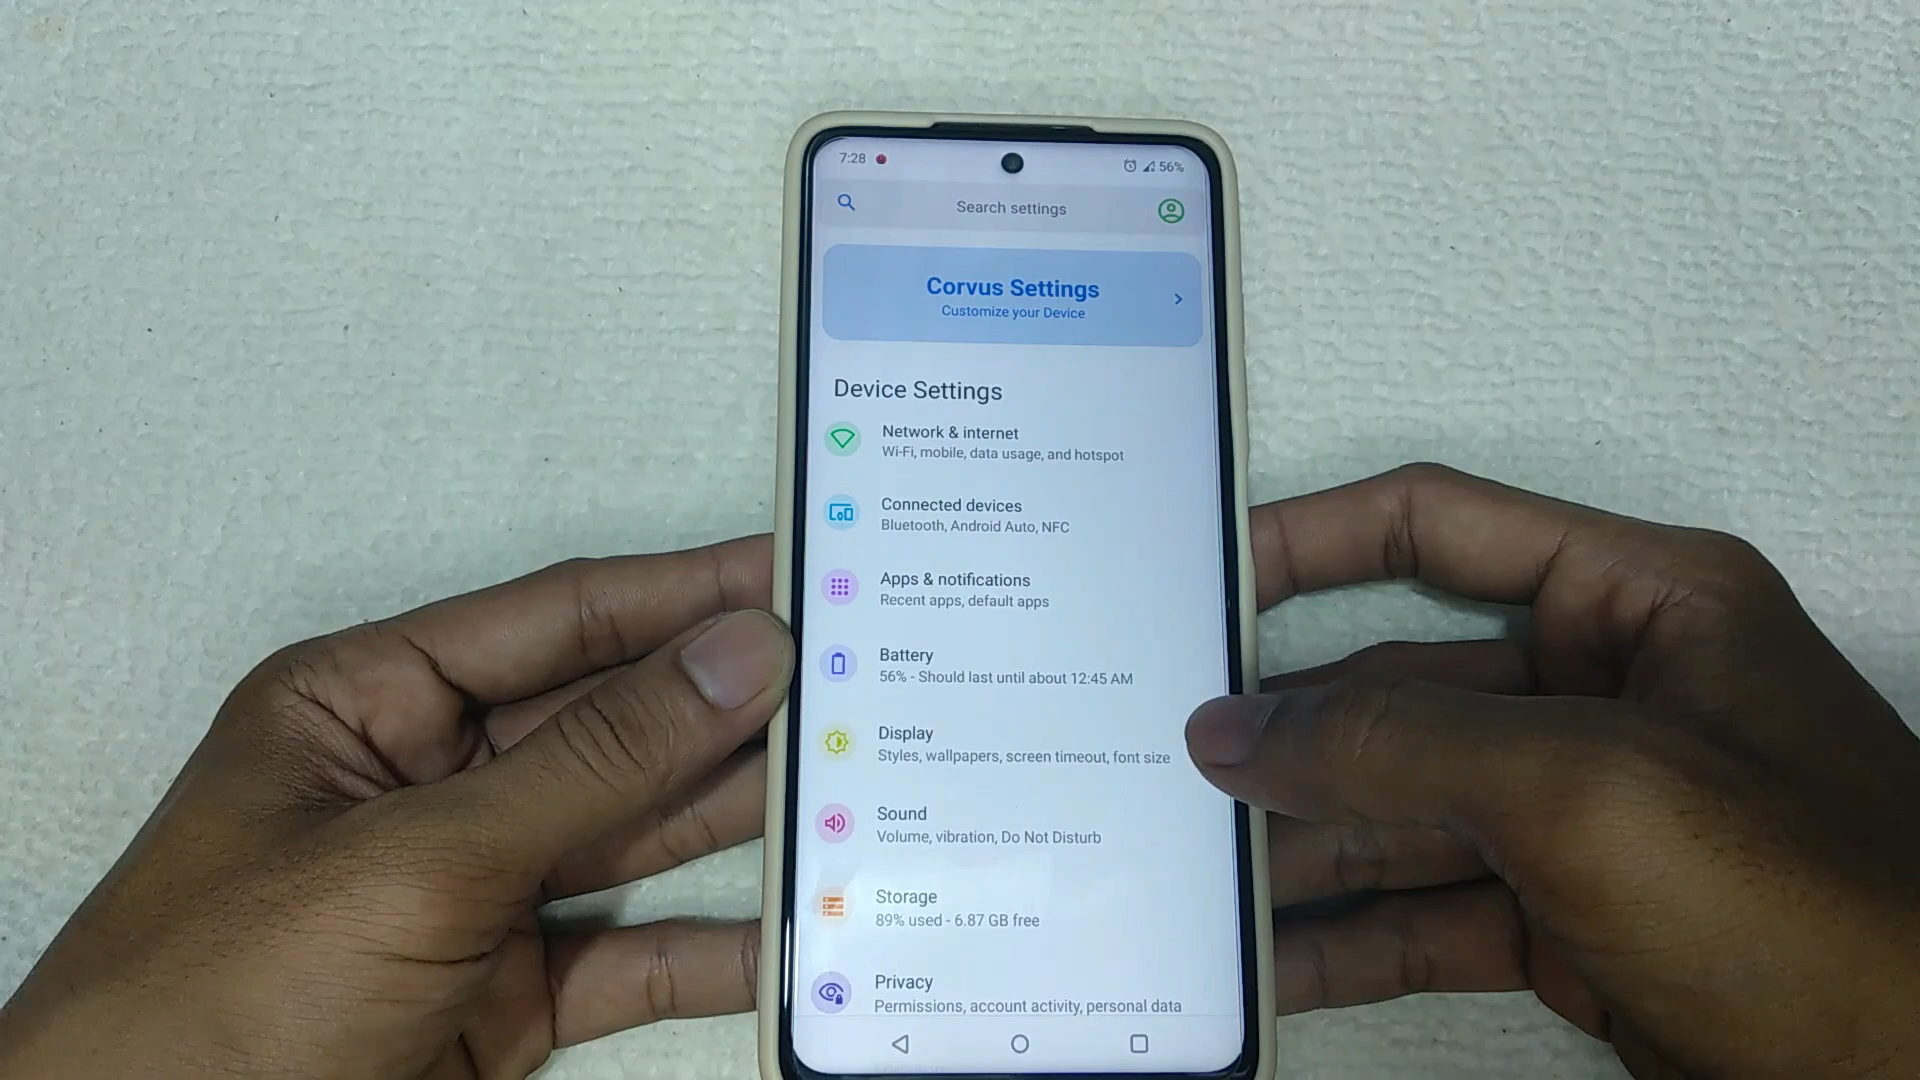 7:28
56%
Search settings
Corvus Settings
Customize your Device
Device Settings
Network & internet
Wi-Fi, mobile, data usage, and hotspot
Connected devices
Bluetooth, Android Auto, NFC
Apps & notifications
Recent apps, default apps
Battery
56% - Should last until about 12:45 AM
Display
Styles, wallpapers, screen timeout, font size
Sound
Volume, vibration, Do Not Disturb
Storage
89% used - 6.87 GB free
Privacy
Permissions, account activity, personal data